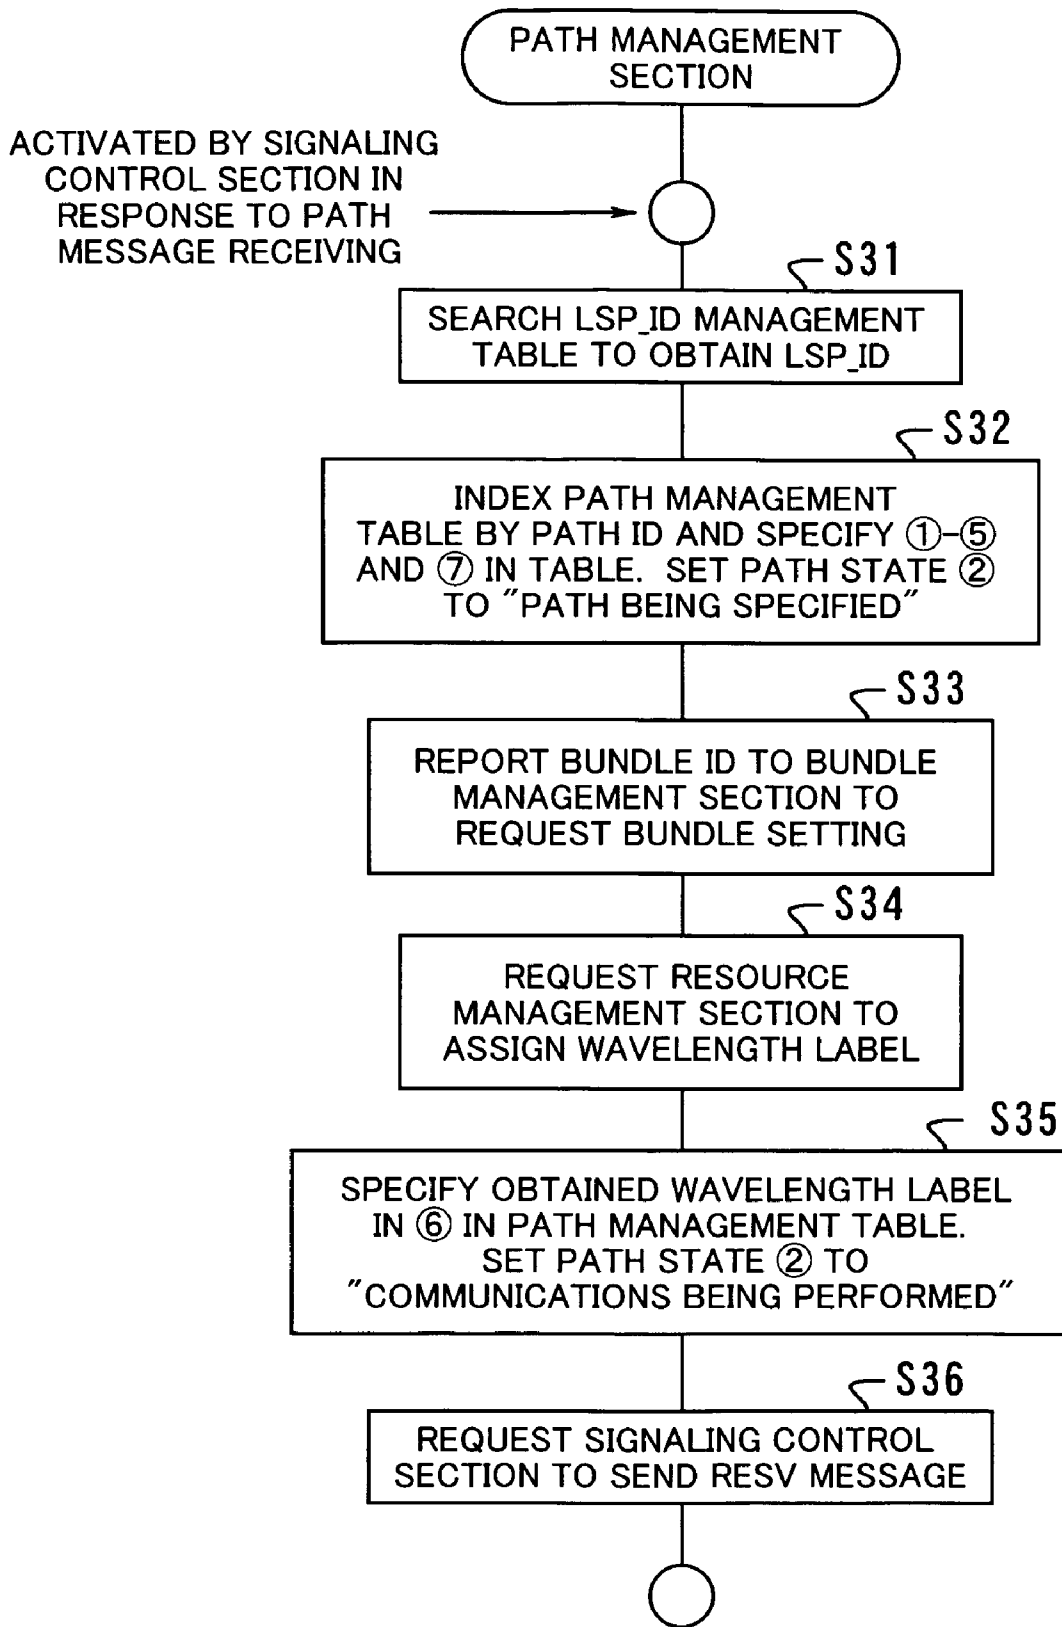 PATH MANAGEMENT
SECTION
ACTIVATED BY SIGNALING
CONTROL SECTION IN
RESPONSE TO PATH
MESSAGE RECEIVING
S31
SEARCH LSP_ID MANAGEMENT
TABLE TO OBTAIN LSP_ID
S32
INDEX PATH MANAGEMENT
TABLE BY PATH ID AND SPECIFY ①-⑤
AND ⑦ IN TABLE. SET PATH STATE ②
TO "PATH BEING SPECIFIED"
S33
REPORT BUNDLE ID TO BUNDLE
MANAGEMENT SECTION TO
REQUEST BUNDLE SETTING
S34
REQUEST RESOURCE
MANAGEMENT SECTION TO
ASSIGN WAVELENGTH LABEL
S35
SPECIFY OBTAINED WAVELENGTH LABEL
IN ⑥ IN PATH MANAGEMENT TABLE.
SET PATH STATE ② TO
"COMMUNICATIONS BEING PERFORMED"
S36
REQUEST SIGNALING CONTROL
SECTION TO SEND RESV MESSAGE